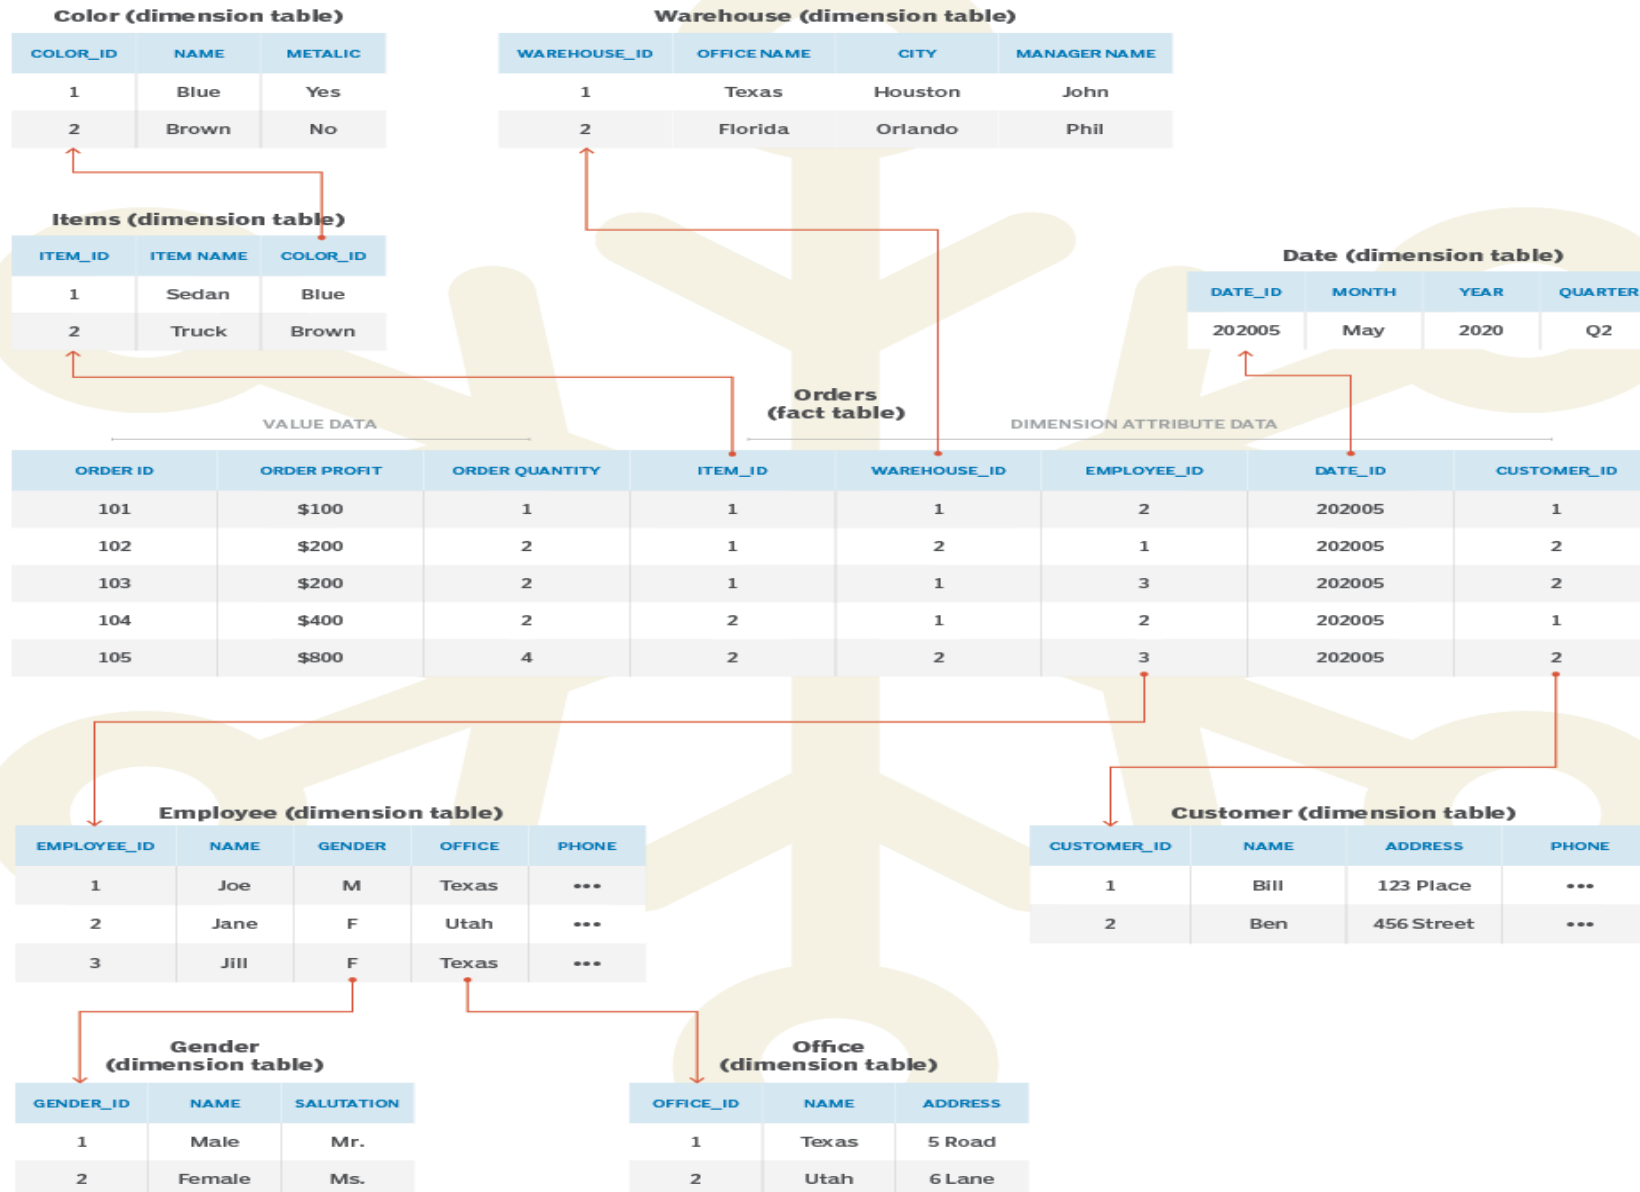 Color (dimension table)
COLOR_ID NAME METALIC
1 Blue Yes
2 Brown No
Warehouse (dimension table)
WAREHOUSE_ID OFFICE NAME CITY MANAGER NAME
1 Texas Houston John
2 Florida Orlando Phil
Items (dimension table)
ITEM_ID ITEM NAME COLOR_ID
1 Sedan Blue
2 Truck Brown
Date (dimension table)
DATE_ID MONTH YEAR QUARTER
202005 May 2020 Q2
Orders
(fact table)
VALUE DATA
DIMENSION ATTRIBUTE DATA
ORDER ID ORDER PROFIT ORDER QUANTITY ITEM_ID WAREHOUSE_ID EMPLOYEE_ID DATE_ID CUSTOMER_ID
101 $100 1 1 1 2 202005 1
102 $200 2 1 2 1 202005 2
103 $200 2 1 1 3 202005 2
104 $400 2 2 1 2 202005 1
105 $800 4 2 2 3 202005 2
Employee (dimension table)
EMPLOYEE_ID NAME GENDER OFFICE PHONE
1 Joe M Texas •••
2 Jane F Utah •••
3 Jill F Texas •••
Customer (dimension table)
CUSTOMER_ID NAME ADDRESS PHONE
1 Bill 123 Place •••
2 Ben 456 Street •••
Gender
(dimension table)
GENDER_ID NAME SALUTATION
1 Male Mr.
2 Female Ms.
Office
(dimension table)
OFFICE_ID NAME ADDRESS
1 Texas 5 Road
2 Utah 6 Lane